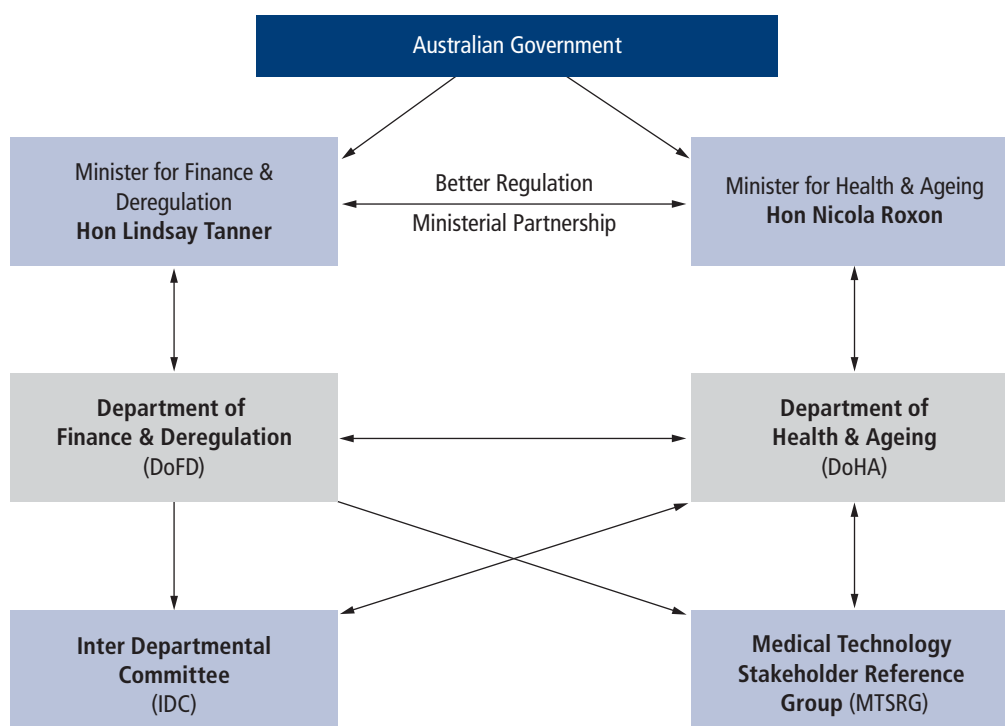 Australian Government
Minister for Finance &
Deregulation
Hon Lindsay Tanner
Better Regulation
Ministerial Partnership
Minister for Health & Ageing
Hon Nicola Roxon
Department of
Finance & Deregulation
(DoFD)
Department of
Health & Ageing
(DoHA)
Inter Departmental
Committee
(IDC)
Medical Technology
Stakeholder Reference
Group (MTSRG)